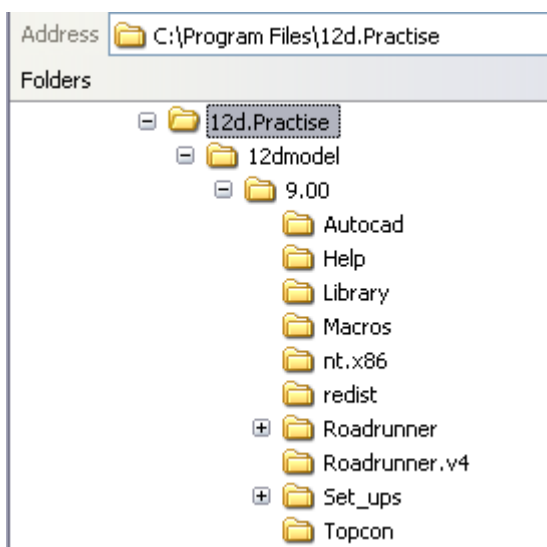 Address C:\Program Files\12d.Practise
Folders
12d.Practise
12dmodel
9.00
Autocad
Help
Library
Macros
nt.x86
redist
Roadrunner
Roadrunner.v4
Set_ups
Topcon